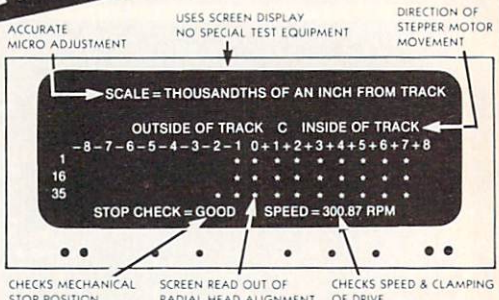 ACCURATE
MICRO ADJUSTMENT
USES SCREEN DISPLAY
NO SPECIAL TEST EQUIPMENT
DIRECTION OF
STEPPER MOTOR
MOVEMENT
SCALE = THOUSANDTHS OF AN INCH FROM TRACK
OUTSIDE OF TRACK C INSIDE OF TRACK
-8-7-6-5-4-3-2-1 0+1+2+3+4+5+6+7+8
1 * * * * * * * * *
16 * * * * * * * * *
35 * * * * * * * * * *
STOP CHECK = GOOD SPEED = 300.87 RPM
CHECKS MECHANICAL
STOP POSITION
SCREEN READ OUT OF
RADIAL HEAD ALIGNMENT
CHECKS SPEED & CLAMPING
OF DRIVE